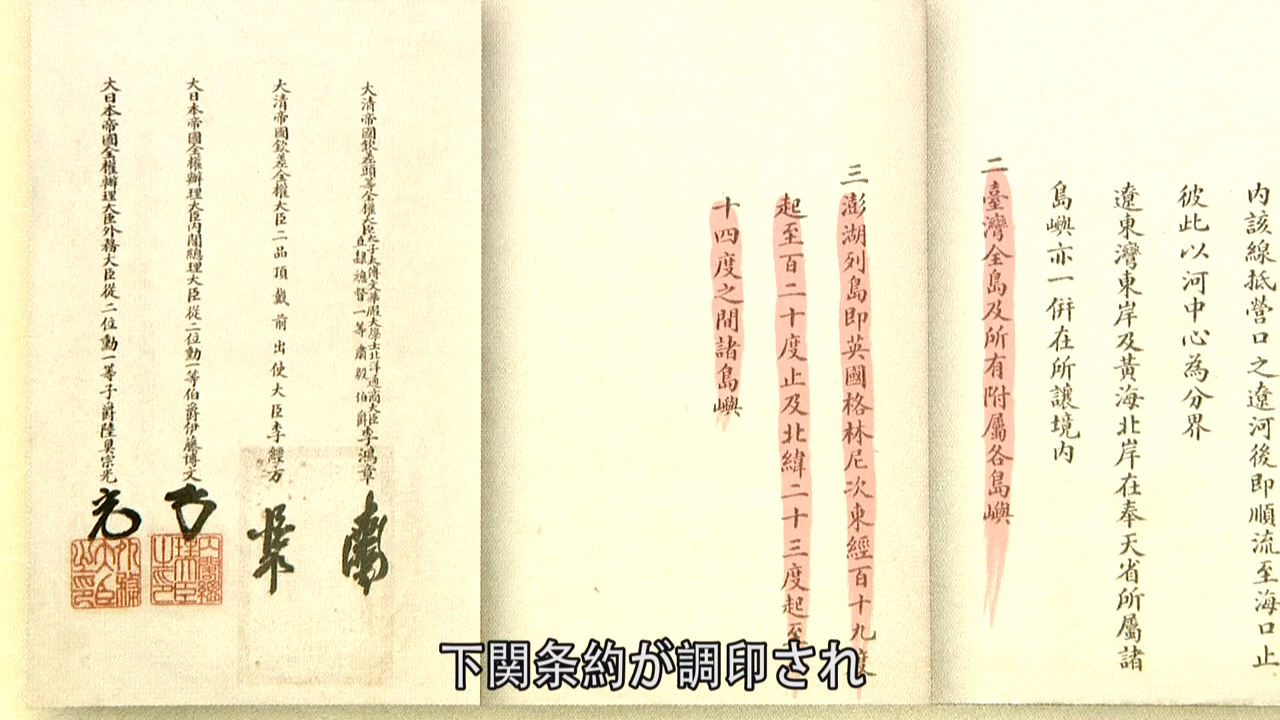 內該線抵營口之遼河後即順流至海口止
彼此以河中心為分界
遼東灣東岸及黃海北岸在奉天省所屬諸
島嶼亦一併在所讓境內
二臺灣全島及所有附屬各島嶼
三澎湖列島即英國格林尼次東經百十九度
起至百二十度止及北緯二十三度起至
十四度之間諸島嶼
大清帝國欽差頭等全權大臣太子太傅文華殿大學士北洋通商大臣直隸總督一等肅毅伯爵李鴻章
大清帝國欽差全權大臣二品頂戴前出使大臣李經方
大日本帝國全權辦理大臣內閣總理大臣從二位勳一等伯爵伊藤博文
大日本帝國全權辦理大臣外務大臣從二位勳一等子爵陸奧宗光
下関条約が調印され